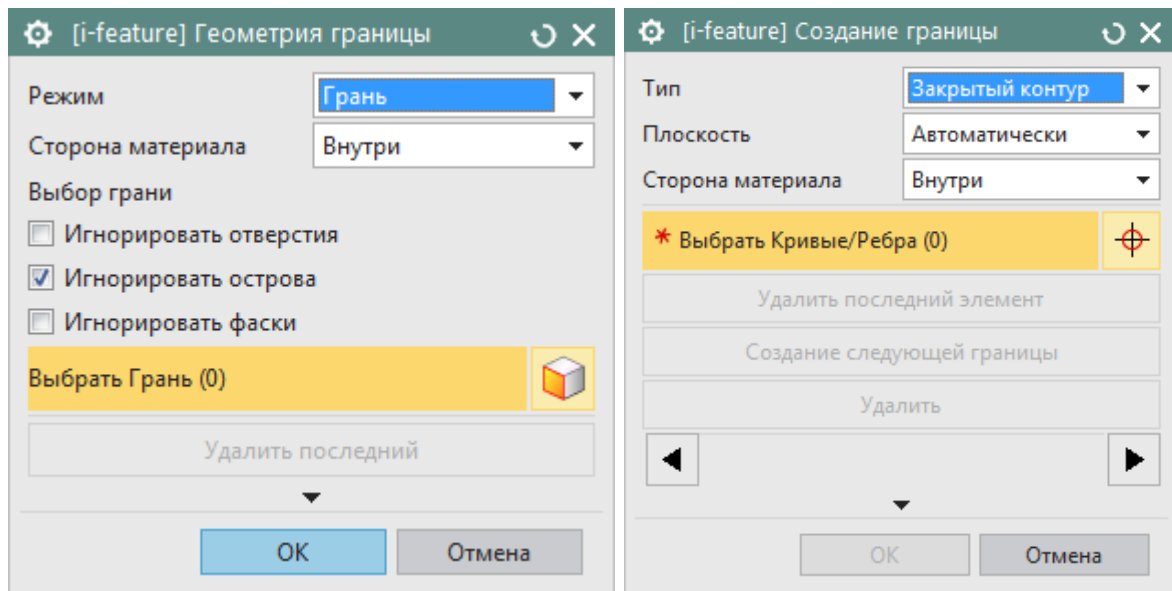 [i-feature] Геометрия границы
Режим
Грань
Сторона материала
Внутри
Выбор грани
Игнорировать отверстия
Игнорировать острова
Игнорировать фаски
Выбрать Грань (0)
Удалить последний
OK
Отмена
[i-feature] Создание границы
Тип
Закрытый контур
Плоскость
Автоматически
Сторона материала
Внутри
* Выбрать Кривые/Ребра (0)
Удалить последний элемент
Создание следующей границы
Удалить
OK
Отмена